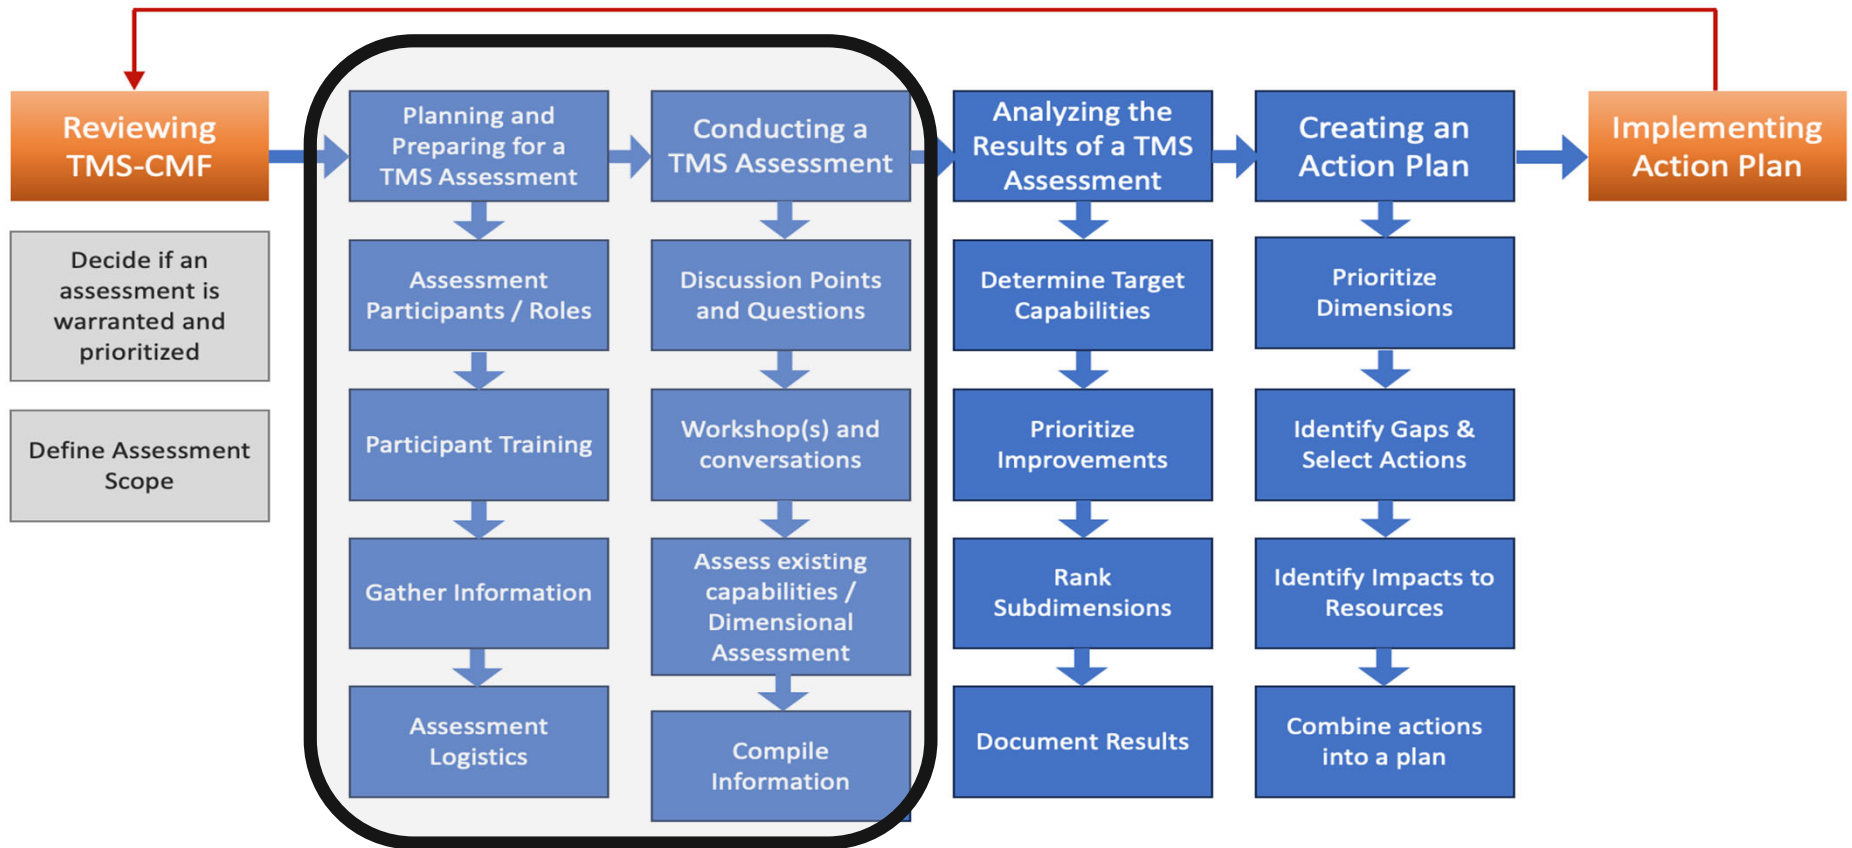 Reviewing
TMS-CMF
Decide if an
assessment is
warranted and
prioritized
Define Assessment
Scope
Planning and
Preparing for a
TMS Assessment
Assessment
Participants / Roles
Participant Training
Gather Information
Assessment
Logistics
Conducting a
TMS Assessment
Discussion Points
and Questions
Workshop(s) and
conversations
Assess existing
capabilities /
Dimensional
Assessment
Compile
Information
Analyzing the
Results of a TMS
Assessment
Determine Target
Capabilities
Prioritize
Improvements
Rank
Subdimensions
Document Results
Creating an
Action Plan
Prioritize
Dimensions
Identify Gaps &
Select Actions
Identify Impacts to
Resources
Combine actions
into a plan
Implementing
Action Plan